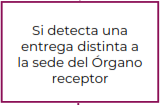 Si detecta una
entrega distinta a
la sede del Órgano
receptor